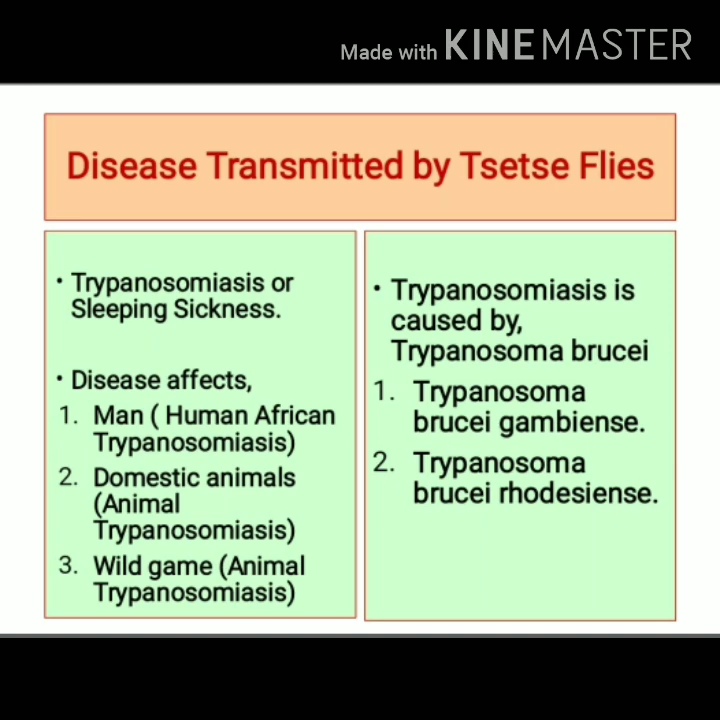 Made with KINEMASTER
Disease Transmitted by Tsetse Flies
• Trypanosomiasis or
Sleeping Sickness.
• Disease affects,
1. Man ( Human African
Trypanosomiasis)
2. Domestic animals
(Animal
Trypanosomiasis)
3. Wild game (Animal
Trypanosomiasis)
• Trypanosomiasis is
caused by,
Trypanosoma brucei
1. Trypanosoma
brucei gambiense.
2. Trypanosoma
brucei rhodesiense.